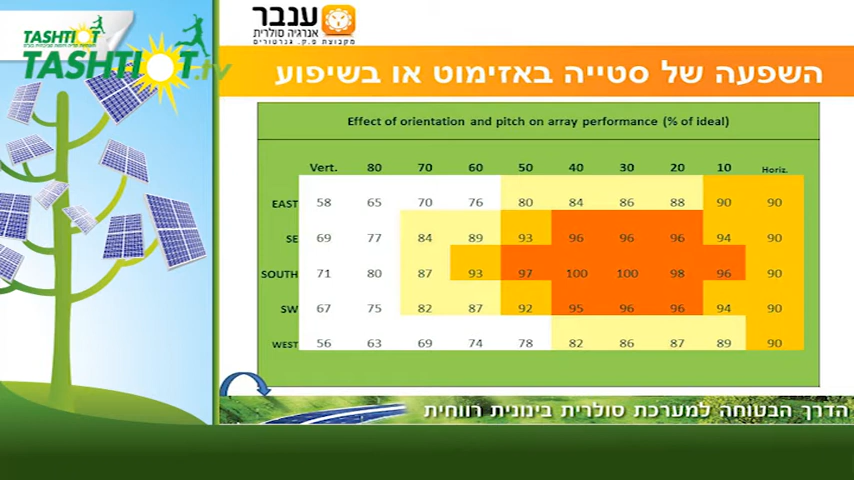 TASHTIOT
TASHTIOT.tv
ענבר
אנרגיה סולרית
מקבוצת פ.ק. גנרטורים
השפעה של סטייה באזימוט או בשיפוע
Effect of orientation and pitch on array performance (% of ideal)
Vert. 80 70 60 50 40 30 20 10 Horiz.
EAST 58 65 70 76 80 84 86 88 90 90
SE 69 77 84 89 93 96 96 96 94 90
SOUTH 71 80 87 93 97 100 100 98 96 90
SW 67 75 82 87 92 95 96 96 94 90
WEST 56 63 69 74 78 82 86 87 89 90
הדרך הבטוחה למערכת סולרית בינונית רווחית